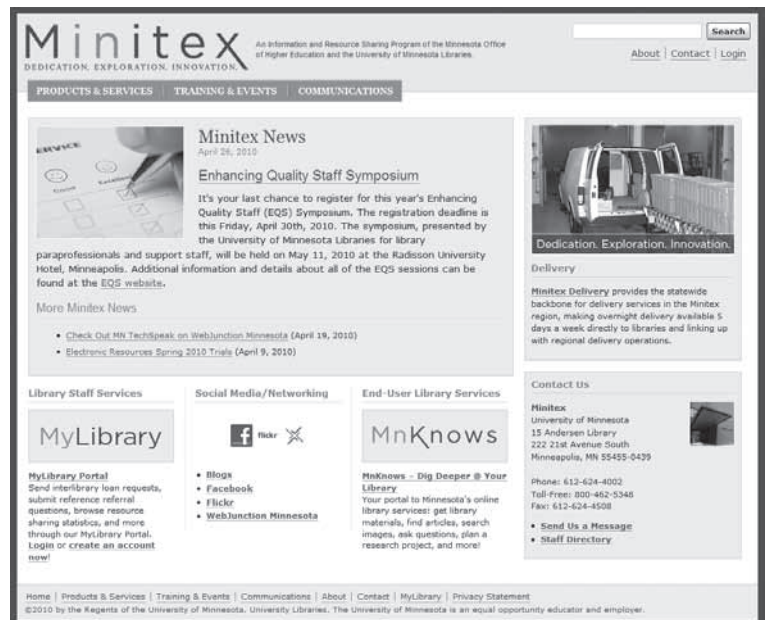 Minitex
DEDICATION. EXPLORATION. INNOVATION.
An Information and Resource Sharing Program of the Minnesota Office
of Higher Education and the University of Minnesota Libraries.
Search
About | Contact | Login
PRODUCTS & SERVICES | TRAINING & EVENTS | COMMUNICATIONS
SERVICE
Good
Excellent
Minitex News
April 26, 2010
Enhancing Quality Staff Symposium
It's your last chance to register for this year's Enhancing
Quality Staff (EQS) Symposium. The registration deadline is
this Friday, April 30th, 2010. The symposium, presented by
the University of Minnesota Libraries for library
paraprofessionals and support staff, will be held on May 11, 2010 at the Radisson University
Hotel, Minneapolis. Additional information and details about all of the EQS sessions can be
found at the EQS website.
More Minitex News
• Check Out MN TechSpeak on WebJunction Minnesota (April 19, 2010)
• Electronic Resources Spring 2010 Trials (April 9, 2010)
Dedication. Exploration. Innovation.
Delivery
Minitex Delivery provides the statewide
backbone for delivery services in the Minitex
region, making overnight delivery available 5
days a week directly to libraries and linking up
with regional delivery operations.
Library Staff Services
MyLibrary
MyLibrary Portal
Send interlibrary loan requests,
submit reference referral
questions, browse resource
sharing statistics, and more
through our MyLibrary Portal.
Login or create an account
now!
Social Media/Networking
f flickr
• Blogs
• Facebook
• Flickr
• WebJunction Minnesota
End-User Library Services
MnKnows
MnKnows - Dig Deeper @ Your
Library
Your portal to Minnesota's online
library services: get library
materials, find articles, search
images, ask questions, plan a
research project, and more!
Contact Us
Minitex
University of Minnesota
15 Andersen Library
222 21st Avenue South
Minneapolis, MN 55455-0439
Phone: 612-624-4002
Toll-Free: 800-462-5348
Fax: 612-624-4508
• Send Us a Message
• Staff Directory
Home | Products & Services | Training & Events | Communications | About | Contact | MyLibrary | Privacy Statement
©2010 by the Regents of the University of Minnesota. University Libraries. The University of Minnesota is an equal opportunity educator and employer.